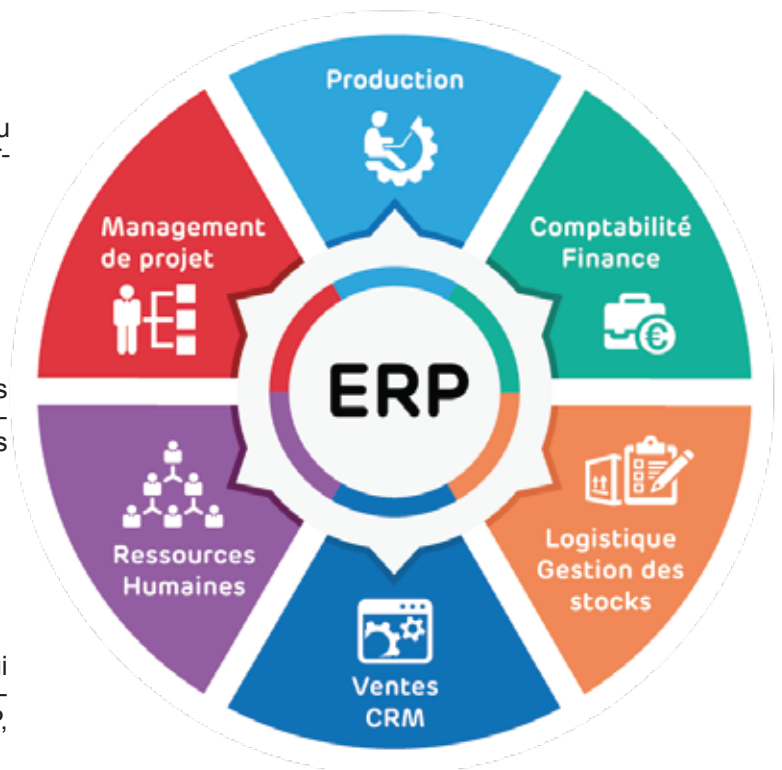 Production
Comptabilité
Finance
Logistique
Gestion des
stocks
Ventes
CRM
Ressources
Humaines
Management
de projet
ERP